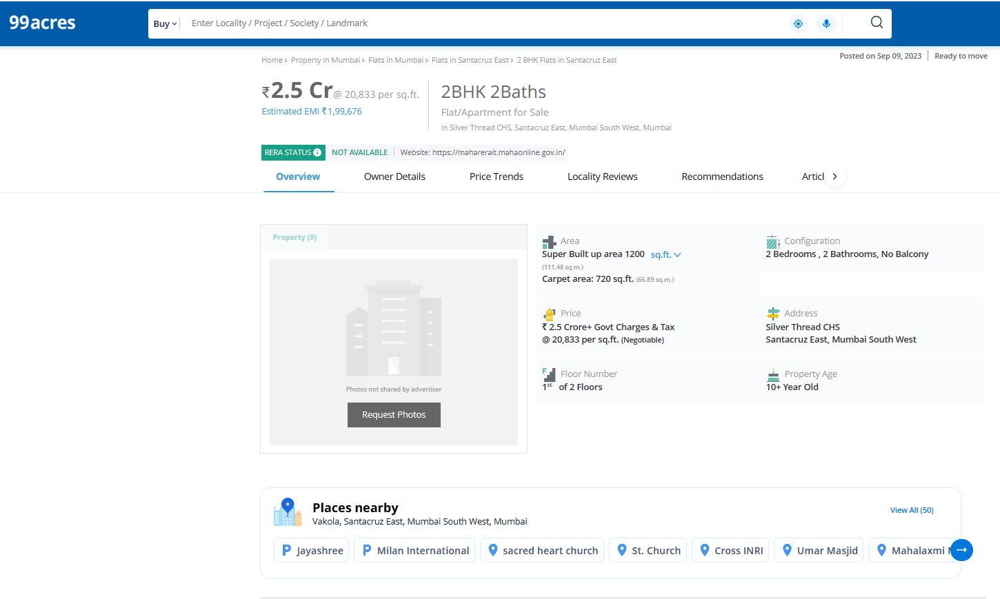 99acres
Buy
Enter Locality / Project / Society / Landmark
Posted on Sep 09, 2023
Ready to move
Home › Property in Mumbai › Flats in Mumbai › Flats in Santacruz East › 2 BHK Flats in Santacruz East
₹2.5 Cr @ 20,833 per sq.ft.
Estimated EMI ₹1,99,676
2BHK 2Baths
Flat/Apartment for Sale
in Silver Thread CHS, Santacruz East, Mumbai South West, Mumbai
RERA STATUS NOT AVAILABLE Website: https://maharerait.mahaonline.gov.in/
Overview Owner Details Price Trends Locality Reviews Recommendations Articl
Property (0)
Photos not shared by advertiser
Request Photos
Area
Super Built up area 1200 sq.ft.
(111.48 sq.m.)
Carpet area: 720 sq.ft. (66.89 sq.m.)
Configuration
2 Bedrooms , 2 Bathrooms, No Balcony
Price
₹ 2.5 Crore+ Govt Charges & Tax
@ 20,833 per sq.ft. (Negotiable)
Address
Silver Thread CHS
Santacruz East, Mumbai South West
Floor Number
1st of 2 Floors
Property Age
10+ Year Old
Places nearby
Vakola, Santacruz East, Mumbai South West, Mumbai
View All (50)
P Jayashree
P Milan International
sacred heart church
St. Church
Cross INRI
Umar Masjid
Mahalaxmi